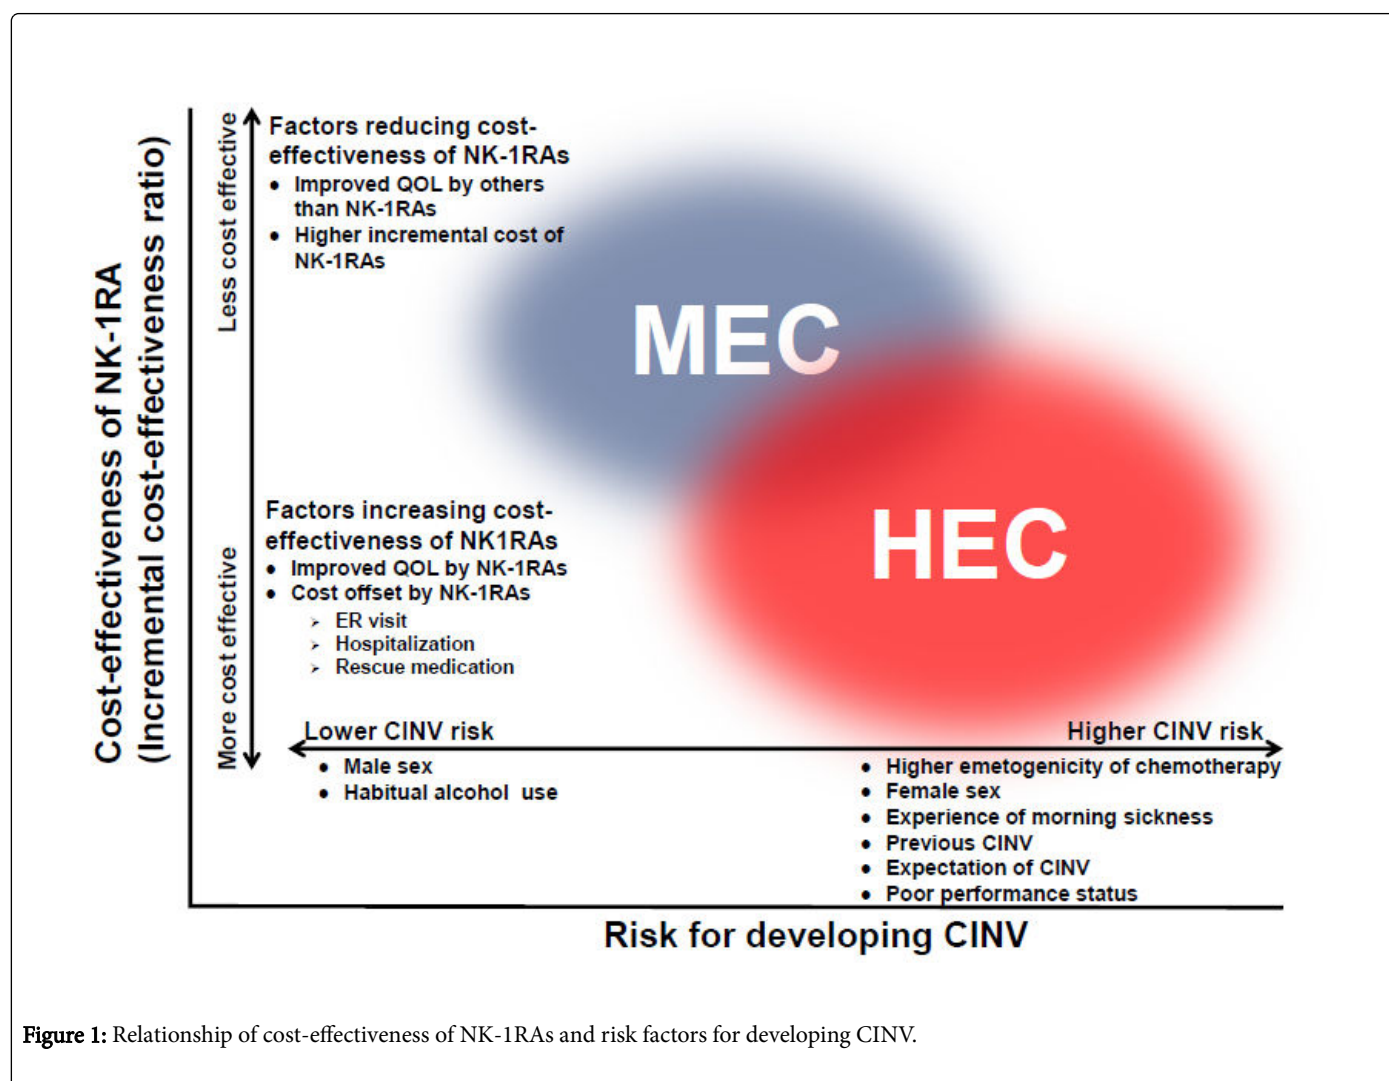 Cost-effectiveness of NK-1RA
(Incremental cost-effectiveness ratio)
Less cost effective
More cost effective
Factors reducing cost-
effectiveness of NK-1RAs
● Improved QOL by others
than NK-1RAs
● Higher incremental cost of
NK-1RAs
MEC
HEC
Factors increasing cost-
effectiveness of NK1RAs
● Improved QOL by NK-1RAs
● Cost offset by NK-1RAs
➢ ER visit
➢ Hospitalization
➢ Rescue medication
Lower CINV risk
● Male sex
● Habitual alcohol use
Higher CINV risk
● Higher emetogenicity of chemotherapy
● Female sex
● Experience of morning sickness
● Previous CINV
● Expectation of CINV
● Poor performance status
Risk for developing CINV
Figure 1: Relationship of cost-effectiveness of NK-1RAs and risk factors for developing CINV.